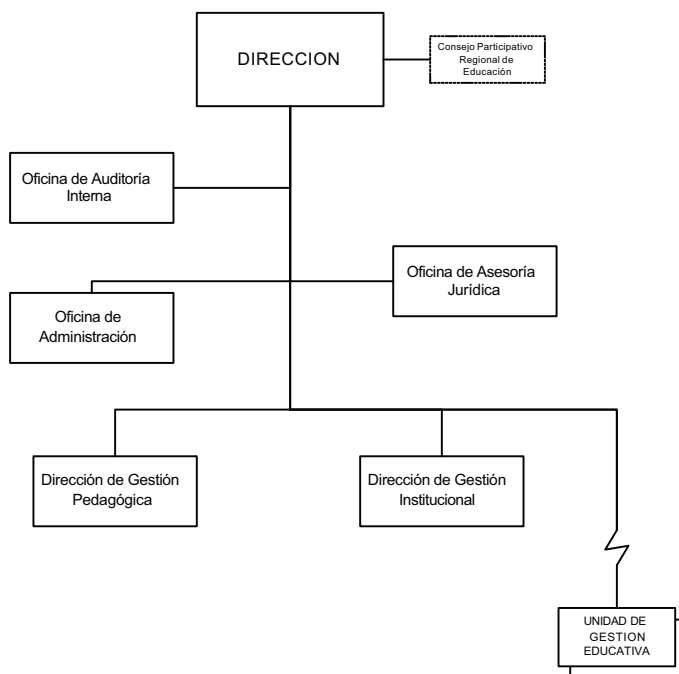 DIRECCION
Consejo Participativo
Regional de
Educación
Oficina de Auditoría
Interna
Oficina de Asesoría
Jurídica
Oficina de
Administración
Dirección de Gestión
Pedagógica
Dirección de Gestión
Institucional
UNIDAD DE
GESTION
EDUCATIVA